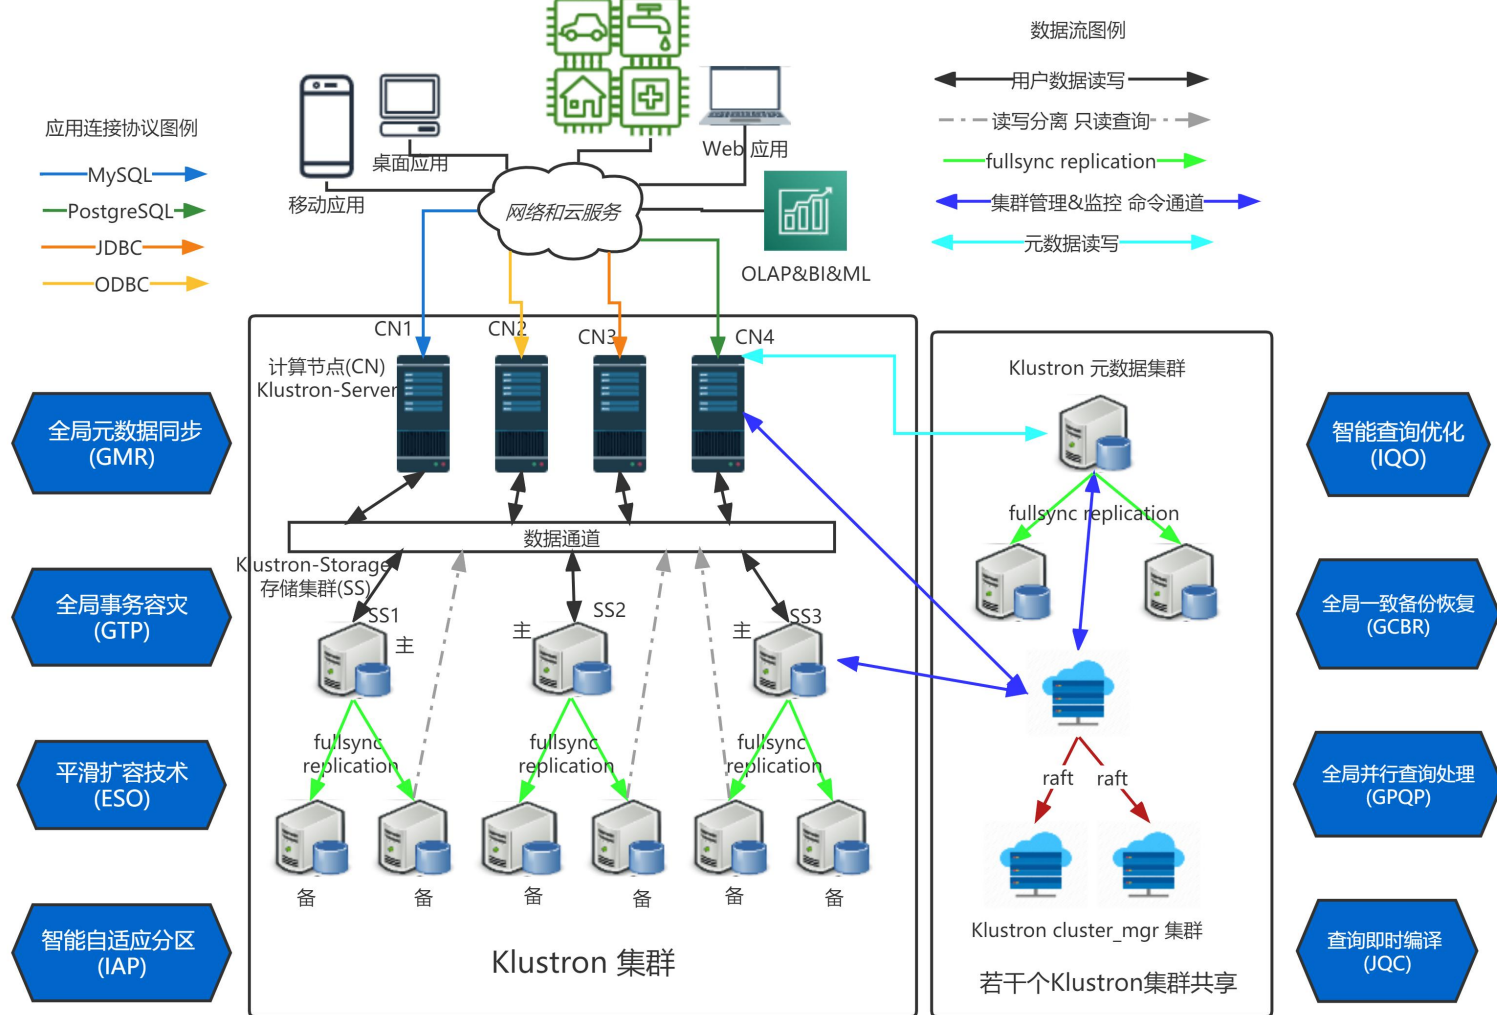 数据流图例
用户数据读写
读写分离 只读查询
fullsync replication
集群管理&监控 命令通道
元数据读写
应用连接协议图例
MySQL
PostgreSQL
JDBC
ODBC
桌面应用
移动应用
Web 应用
网络和云服务
OLAP&BI&ML
CN1
CN2
CN3
CN4
计算节点(CN)
Klustron-Server
数据通道
Klustron-Storage
存储集群(SS)
SS1
主
SS2
主
SS3
主
fullsync
replication
fullsync
replication
fullsync
replication
备
备
备
备
备
备
Klustron 集群
Klustron 元数据集群
fullsync replication
raft
raft
Klustron cluster_mgr 集群
若干个Klustron集群共享
全局元数据同步
(GMR)
全局事务容灾
(GTP)
平滑扩容技术
(ESO)
智能自适应分区
(IAP)
智能查询优化
(IQO)
全局一致备份恢复
(GCBR)
全局并行查询处理
(GPQP)
查询即时编译
(JQC)